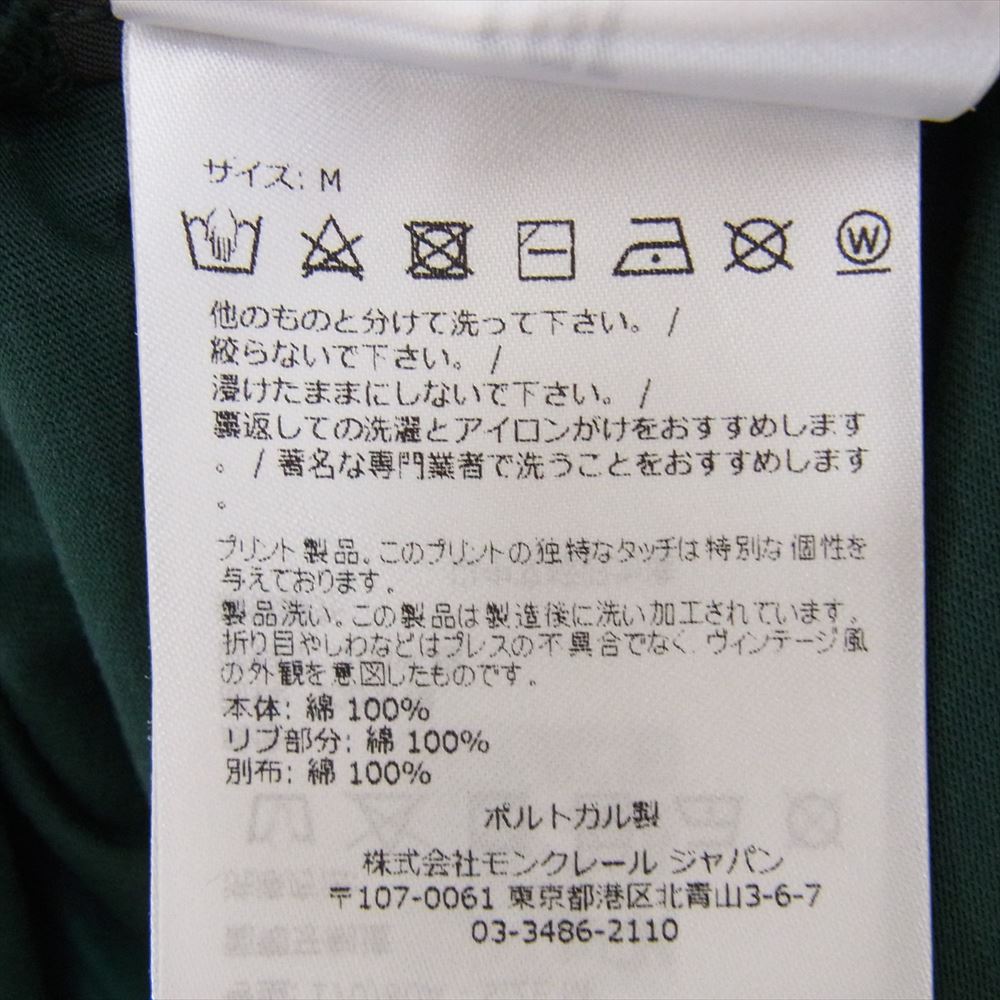 サイズ: M
W
他のものと分けて洗って下さい。 /
絞らないで下さい。 /
浸けたままにしないで下さい。 /
裏返しての洗濯とアイロンがけをおすすめします
。 / 著名な専門業者で洗うことをおすすめします
。
プリント製品。このプリントの独特なタッチは特別な個性を
与えております。
製品洗い。この製品は製造後に洗い加工されています。
折り目やしわなどはプレスの不具合でなく、ヴィンテージ風
の外観を意図したものです。
本体: 綿 100%
リブ部分: 綿 100%
別布: 綿 100%
ポルトガル製
株式会社モンクレール ジャパン
〒107-0061 東京都港区北青山3-6-7
03-3486-2110